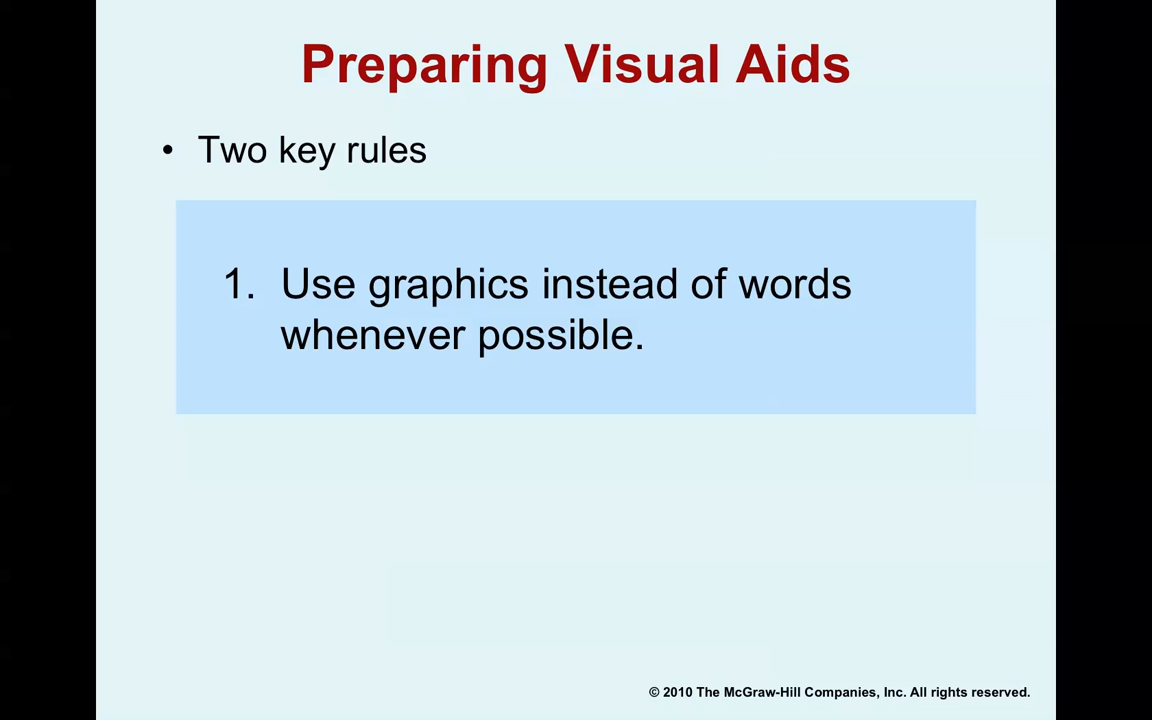 Preparing Visual Aids
• Two key rules
1. Use graphics instead of words
whenever possible.
© 2010 The McGraw-Hill Companies, Inc. All rights reserved.